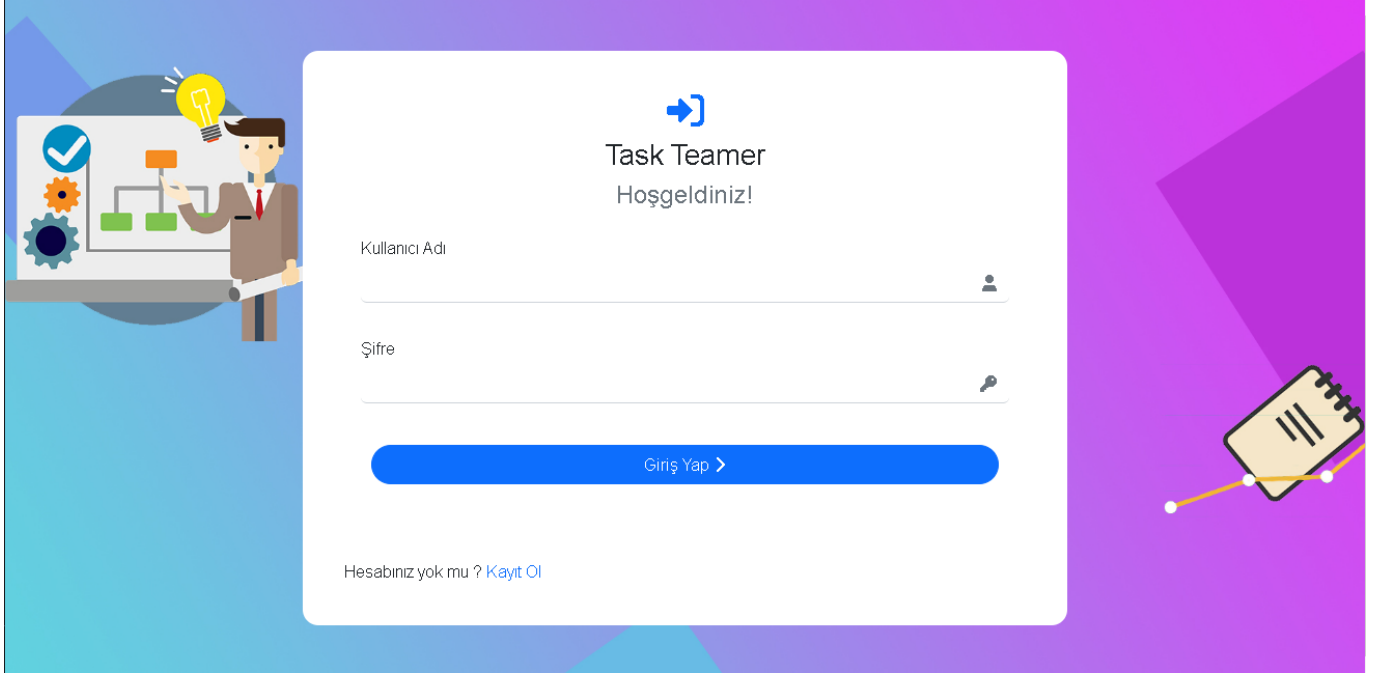 Task Teamer
Hoşgeldiniz!
Kullanıcı Adı
Şifre
Giriş Yap
Hesabınız yok mu ? Kayıt Ol